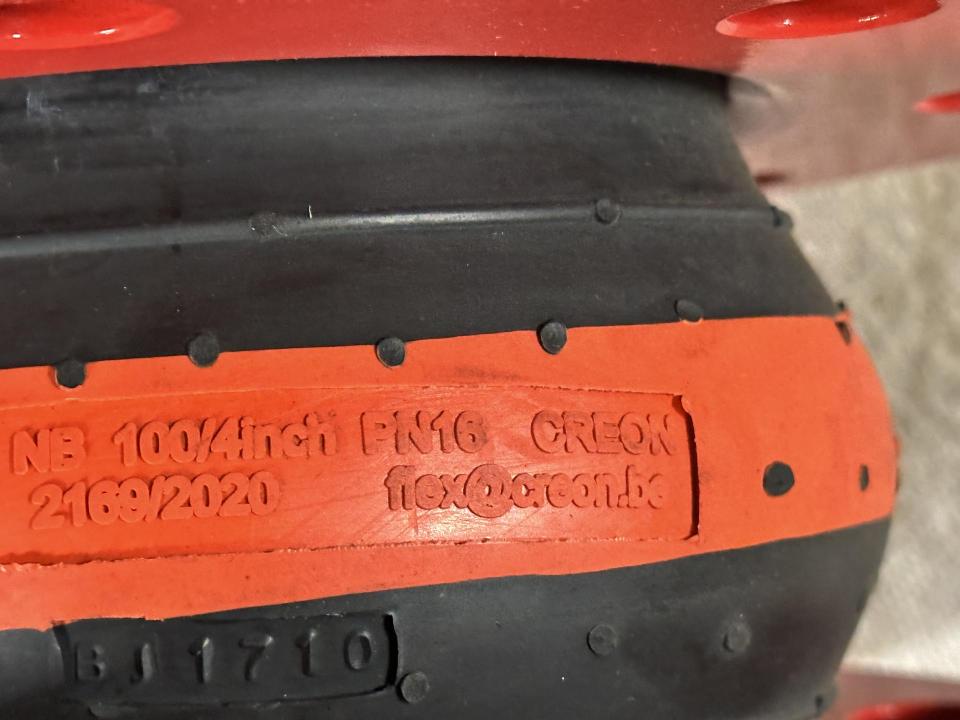 NB 100/4inch PN16 CREON
2169/2020 flex@creon.be
BJ1710